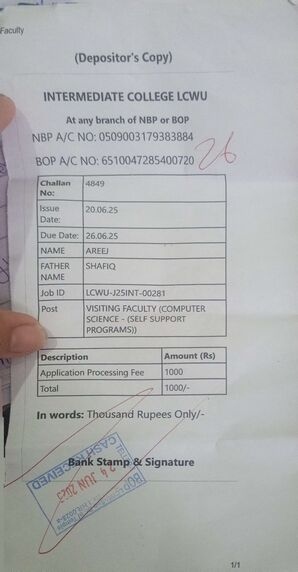 Faculty
(Depositor's Copy)
INTERMEDIATE COLLEGE LCWU
At any branch of NBP or BOP
NBP A/C NO: 0509003179383884
BOP A/C NO: 6510047285400720
26
Challan No: 4849
Issue Date: 20.06.25
Due Date: 26.06.25
NAME AREEJ
FATHER NAME SHAFIQ
Job ID LCWU-J25INT-00281
Post VISITING FACULTY (COMPUTER
SCIENCE - (SELF SUPPORT
PROGRAMS))
Description Amount (Rs)
Application Processing Fee 1000
Total 1000/-
In words: Thousand Rupees Only/-
Bank Stamp & Signature
CASH RECEIVED
24 JUN 2025
1/1